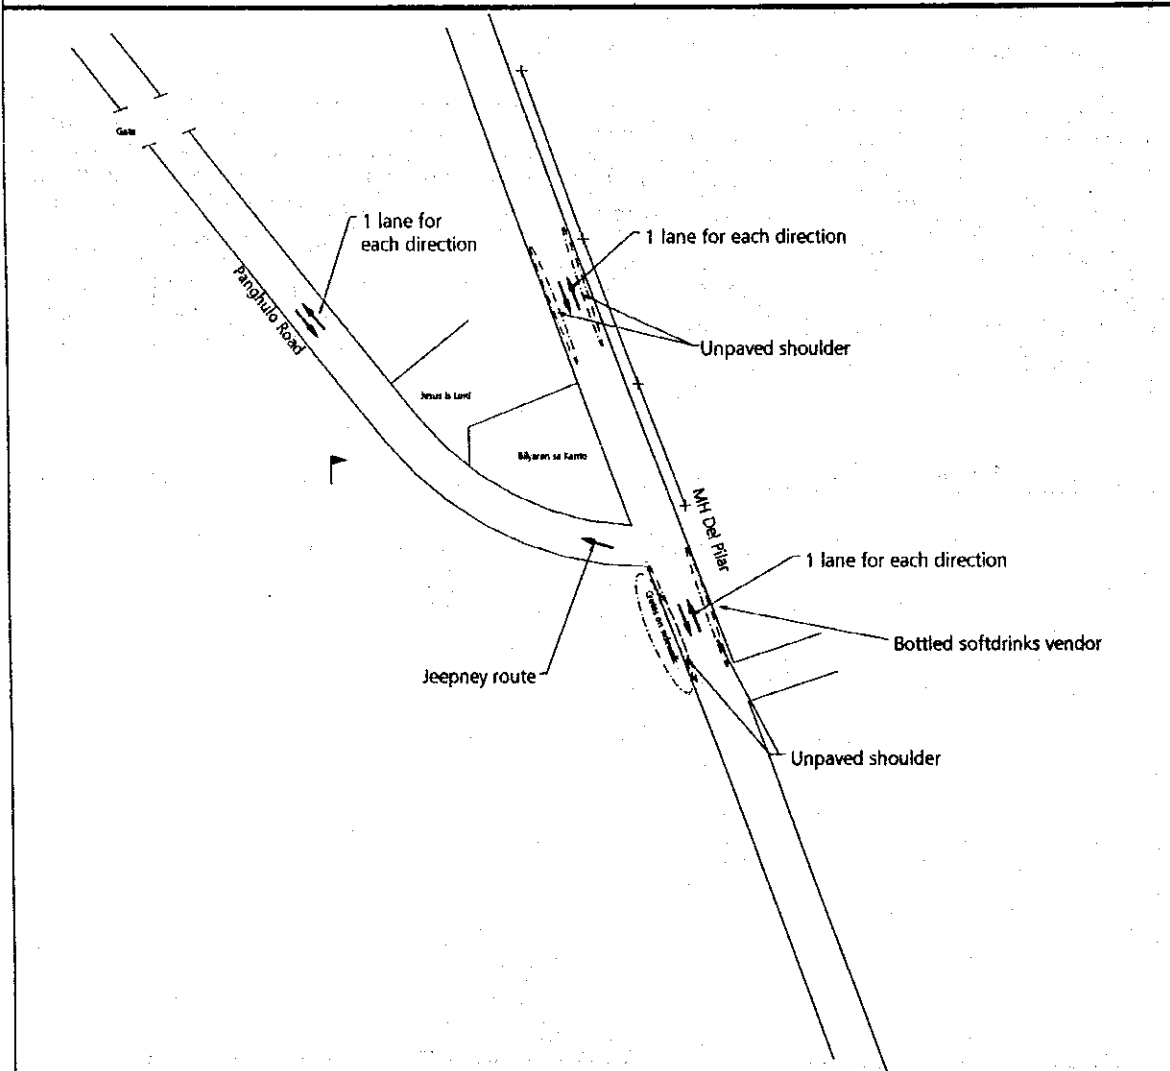 Gate
1 lane for
each direction
1 lane for each direction
Panghulo Road
Unpaved shoulder
Jesus is Lord
Bilyaran sa Kanto
MH Del Pilar
1 lane for each direction
Bottled softdrinks vendor
Jeepney route
Unpaved shoulder